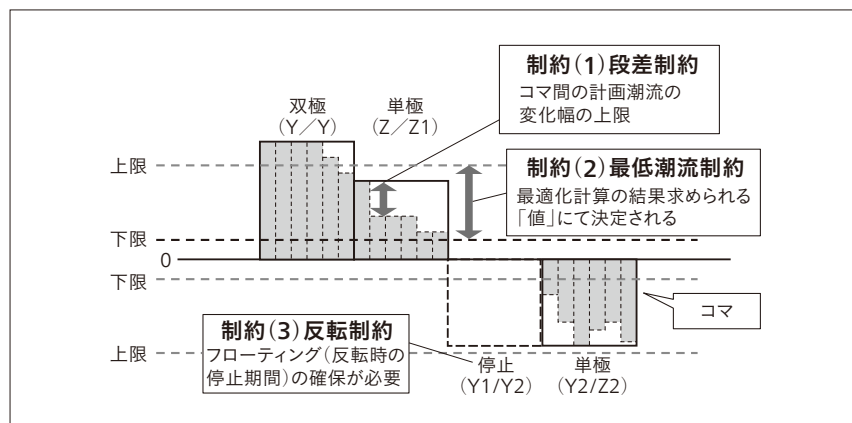 制約(1)段差制約
コマ間の計画潮流の
変化幅の上限
双極
(Y/Y)
単極
(Z/Z1)
上限
制約(2)最低潮流制約
最適化計算の結果求められる
「値」にて決定される
下限
0
下限
コマ
制約(3)反転制約
フローティング(反転時の
停止期間)の確保が必要
上限
停止
(Y1/Y2)
単極
(Y2/Z2)